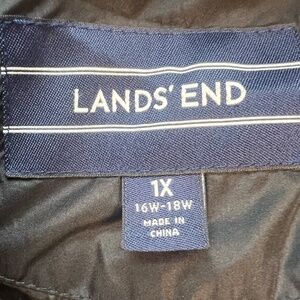 LANDS' END
1X
16W-18W
MADE IN
CHINA